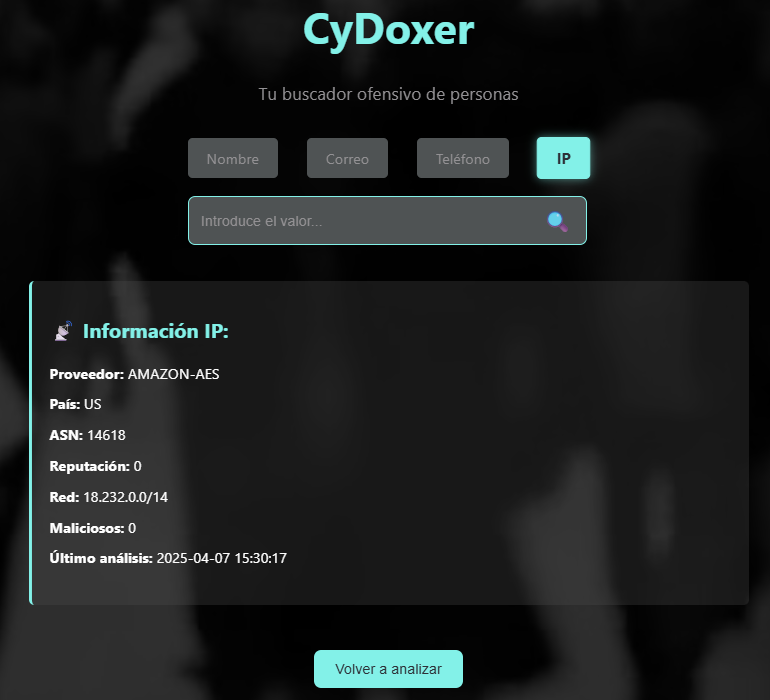 CyDoxer
Tu buscador ofensivo de personas
Nombre Correo Teléfono IP
Introduce el valor...
Información IP:
Proveedor: AMAZON-AES
País: US
ASN: 14618
Reputación: 0
Red: 18.232.0.0/14
Maliciosos: 0
Último análisis: 2025-04-07 15:30:17
Volver a analizar